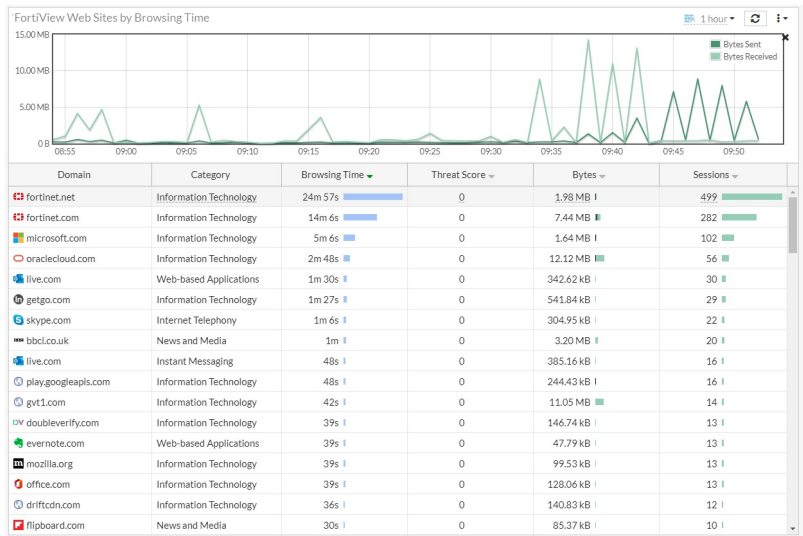 FortiView Web Sites by Browsing Time
1 hour
15.00 MB
Bytes Sent
Bytes Received
10.00 MB
5.00 MB
0 B
08:55 09:00 09:05 09:10 09:15 09:20 09:25 09:30 09:35 09:40 09:45 09:50
Domain Category Browsing Time Threat Score Bytes Sessions
fortinet.net Information Technology 24m 57s 0 1.98 MB 499
fortinet.com Information Technology 14m 6s 0 7.44 MB 282
microsoft.com Information Technology 5m 6s 0 1.64 MB 102
oraclecloud.com Information Technology 2m 48s 0 12.12 MB 56
live.com Web-based Applications 1m 30s 0 342.62 kB 30
getgo.com Information Technology 1m 27s 0 541.84 kB 29
skype.com Internet Telephony 1m 6s 0 304.95 kB 22
bbci.co.uk News and Media 1m 0 3.20 MB 20
live.com Instant Messaging 48s 0 385.16 kB 16
play.googleapis.com Information Technology 48s 0 244.43 kB 16
gvt1.com Information Technology 42s 0 11.05 MB 14
DV doubleverify.com Information Technology 39s 0 146.74 kB 13
evernote.com Web-based Applications 39s 0 47.79 kB 13
m mozilla.org Information Technology 39s 0 99.53 kB 13
office.com Information Technology 39s 0 128.06 kB 13
driftcdn.com Information Technology 36s 0 140.83 kB 12
flipboard.com News and Media 30s 0 85.37 kB 10